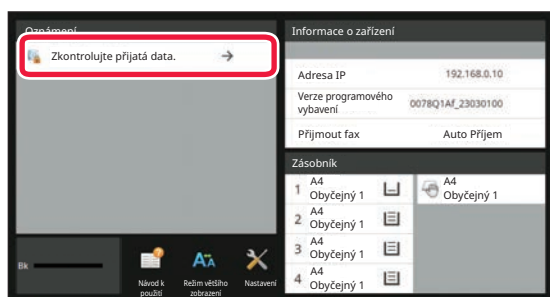 Oznámení
Zkontrolujte přijatá data.
Informace o zařízení
Adresa IP 192.168.0.10
Verze programového
vybavení 0078Q1Af_23030100
Přijmout fax Auto Příjem
Zásobník
1 A4
Obyčejný 1
A4
Obyčejný 1
2 A4
Obyčejný 1
3 A4
Obyčejný 1
4 A4
Obyčejný 1
Bk
Návod k
použití
Režim většího
zobrazení
Nastavení